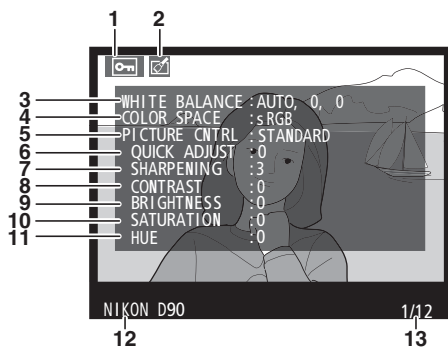 1 2
3 WHITE BALANCE :AUTO, 0, 0
4 COLOR SPACE :sRGB
5 PICTURE CNTRL :STANDARD
6 QUICK ADJUST :0
7 SHARPENING :3
8 CONTRAST :0
9 BRIGHTNESS :0
10 SATURATION :0
11 HUE :0
NIKON D90 1/12
12 13